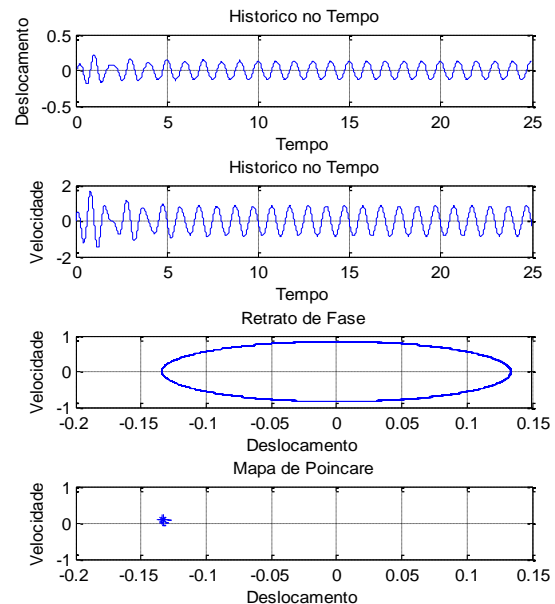 Historico no Tempo
Deslocamento
0.5
0
-0.5
0 5 10 15 20 25
Tempo
Historico no Tempo
Velocidade
2
0
-2
0 5 10 15 20 25
Tempo
Retrato de Fase
Velocidade
1
0
-1
-0.2 -0.15 -0.1 -0.05 0 0.05 0.1 0.15
Deslocamento
Mapa de Poincare
Velocidade
1
0
-1
-0.2 -0.15 -0.1 -0.05 0 0.05 0.1 0.15
Deslocamento